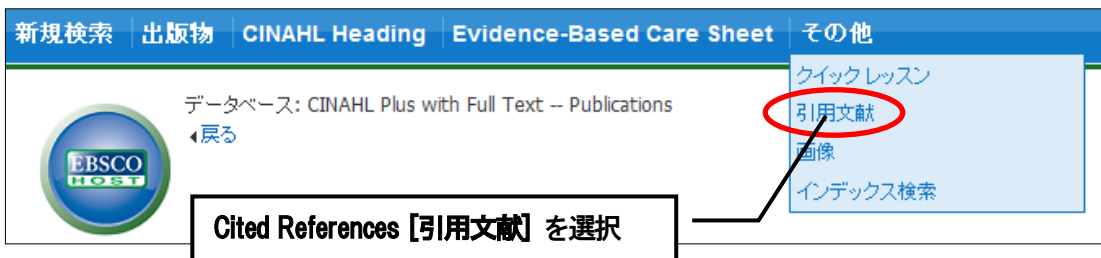 新規検索 出版物 CINAHL Heading Evidence-Based Care Sheet その他
クイックレッスン
データベース: CINAHL Plus with Full Text -- Publications
引用文献
戻る
画像
EBSCO
HOST
インデックス検索
Cited References [引用文献] を選択